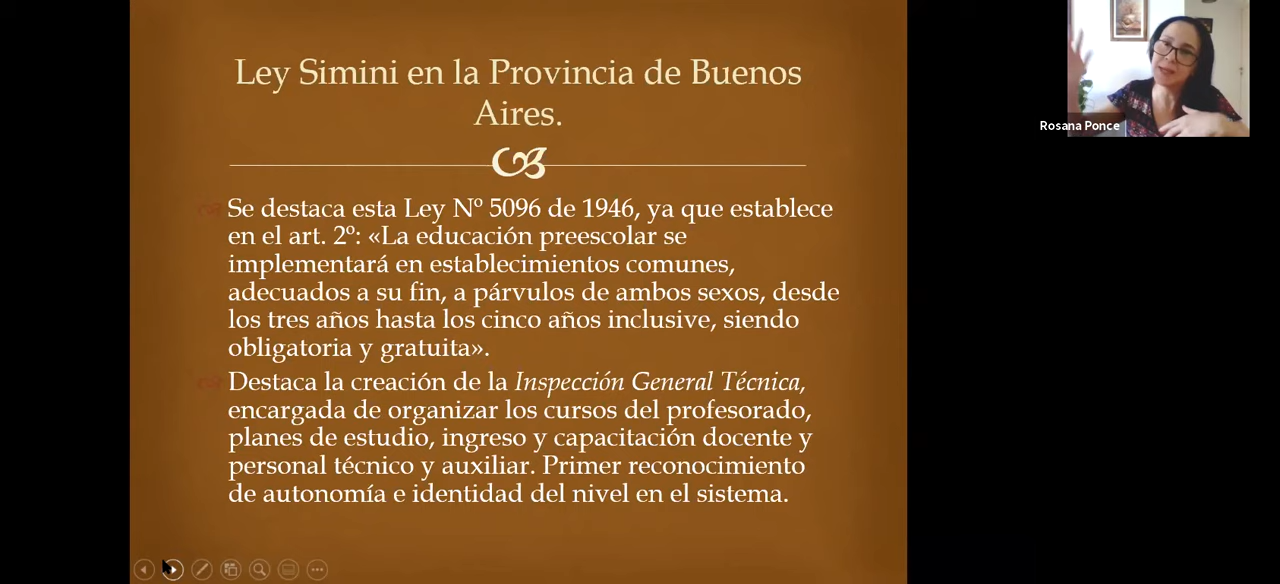 Ley Simini en la Provincia de Buenos
Aires.
Se destaca esta Ley Nº 5096 de 1946, ya que establece
en el art. 2º: «La educación preescolar se
implementará en establecimientos comunes,
adecuados a su fin, a párvulos de ambos sexos, desde
los tres años hasta los cinco años inclusive, siendo
obligatoria y gratuita».
Destaca la creación de la Inspección General Técnica,
encargada de organizar los cursos del profesorado,
planes de estudio, ingreso y capacitación docente y
personal técnico y auxiliar. Primer reconocimiento
de autonomía e identidad del nivel en el sistema.
Rosana Ponce